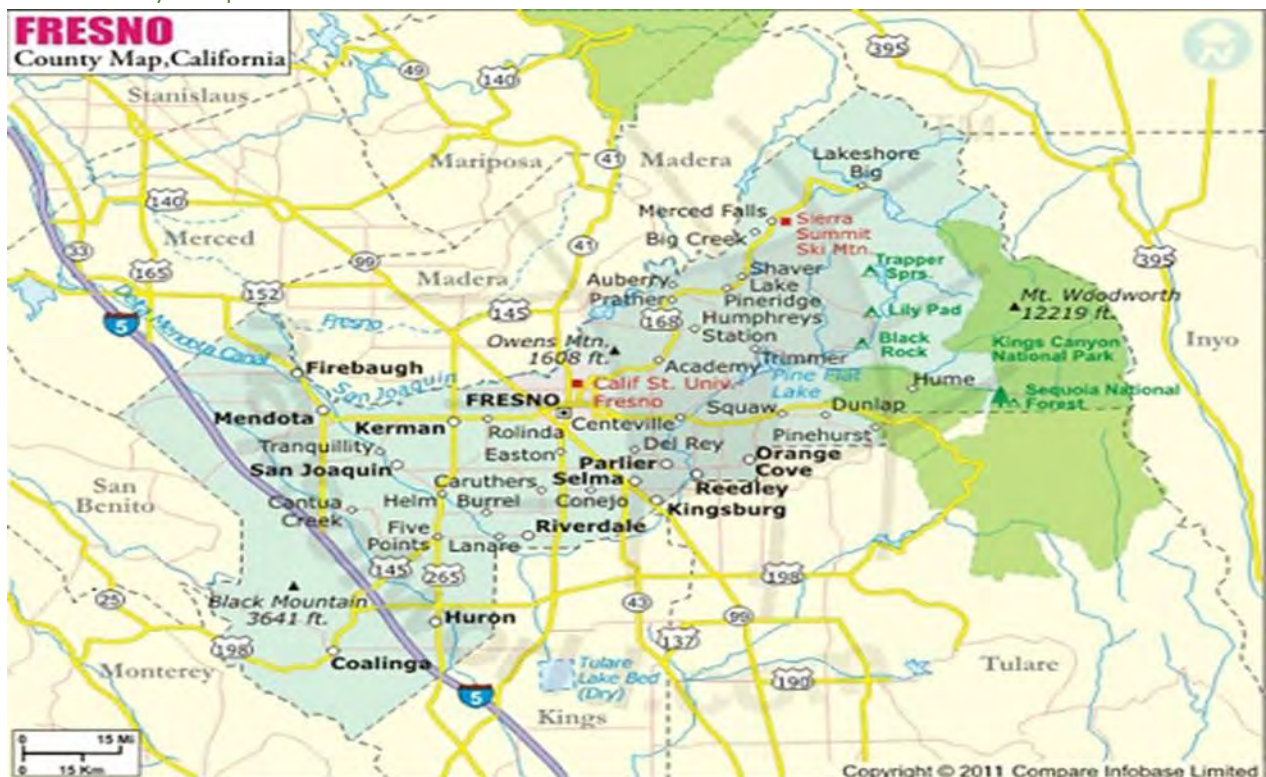 FRESNO
County Map,California
Stanislaus
49
140
395
Mariposa
41
Madera
TM
Lakeshore
Big
140
Merced
33
165
99
41
Merced Falls
Big Creek
Sierra
Summit
Ski Mtn.
395
Madera
152
145
Auberry
Prather
Shaver
Lake
Pineridge
Trapper
Sprs.
Mt. Woodworth
12219 ft.
5
Delta Mendota Canal
Fresno
168
Humphreys
Station
Lily Pad
Owens Mtn.
1608 ft.
Black
Rock
Kings Canyon
National Park
Inyo
Firebaugh
San Joaquin
Academy
Trimmer
Pine Flat
Lake
Hume
Calif St. Univ.
Fresno
Sequoia National
Forest
Mendota
FRESNO
Kerman
Rolinda
Centeville
Squaw
Dunlap
Pinehurst
Tranquillity
Easton
Del Rey
San Joaquin
Parlier
Orange
Cove
San
Benito
Caruthers
Selma
Reedley
Cantua
Creek
Helm
Burrel
Conejo
Kingsburg
Five
Points
Lanare
Riverdale
145
265
198
25
Black Mountain
3641 ft.
43
99
Huron
137
198
Coalinga
Monterey
Tulare
Lake Bed
(Dry)
190
Tulare
5
Kings
0
15 Mi
0
15 Km
Copyright © 2011 Compare Infobase Limited